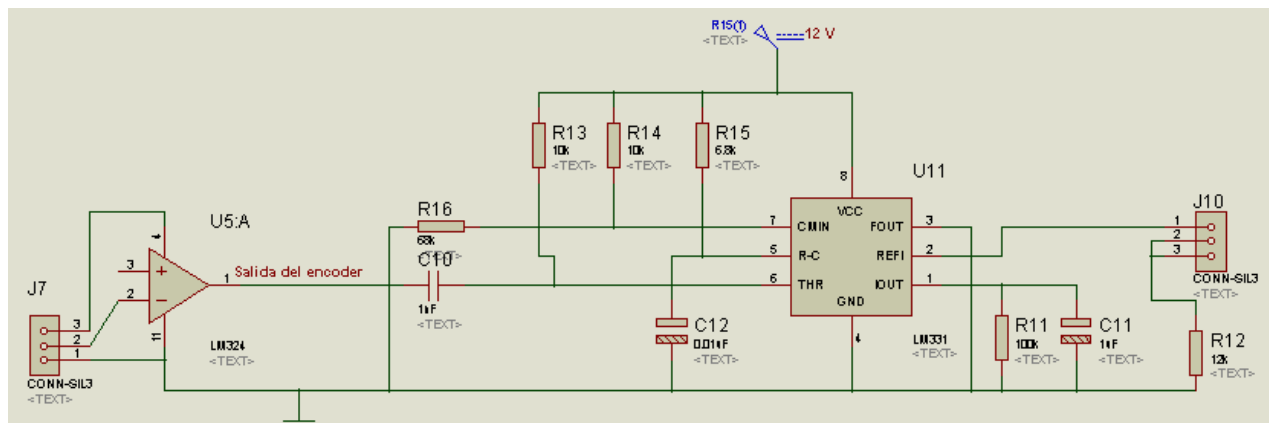 R15(1)
<TEXT>
12 V
R13
10k
<TEXT>
R14
10k
<TEXT>
R15
6.8k
<TEXT>
U11
8
VCC
7
CMIN
FOUT
3
5
R-C
REFI
2
6
THR
IOUT
1
GND
4
LM331
<TEXT>
J10
1
2
3
CONN-SIL3
<TEXT>
U5:A
4
3
2
1
11
LM324
<TEXT>
Salida del encoder
R16
68k
<TEXT>
C10
1uF
<TEXT>
J7
3
2
1
CONN-SIL3
<TEXT>
C12
0.01uF
<TEXT>
R11
100k
<TEXT>
C11
1uF
<TEXT>
R12
12k
<TEXT>